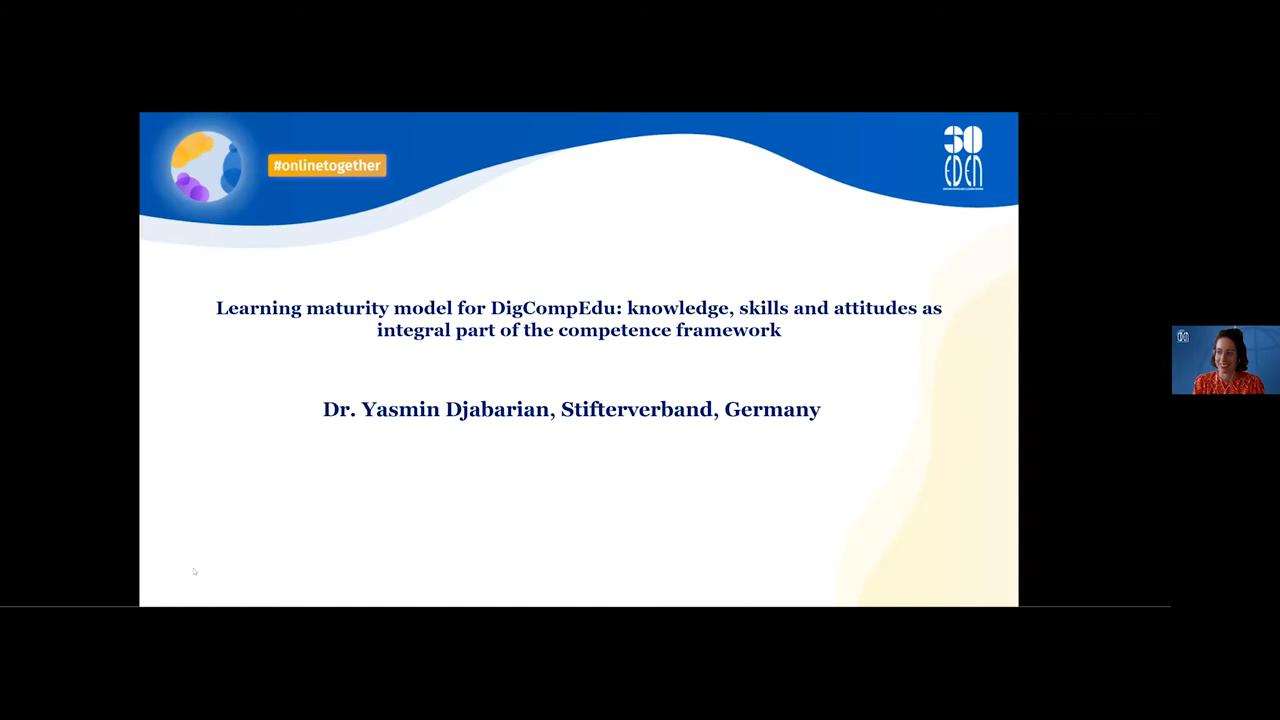 #onlinetogether
30
EDEN
Learning maturity model for DigCompEdu: knowledge, skills and attitudes as
integral part of the competence framework
Dr. Yasmin Djabarian, Stifterverband, Germany